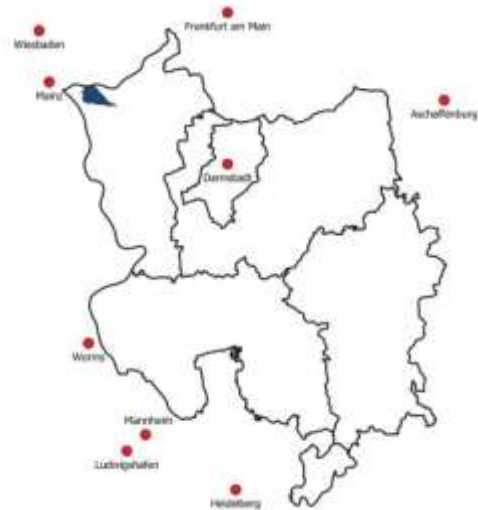 Frankfurt am Main
Wiesbaden
Mainz
Aschaffenburg
Darmstadt
Worms
Mannheim
Ludwigshafen
Heidelberg